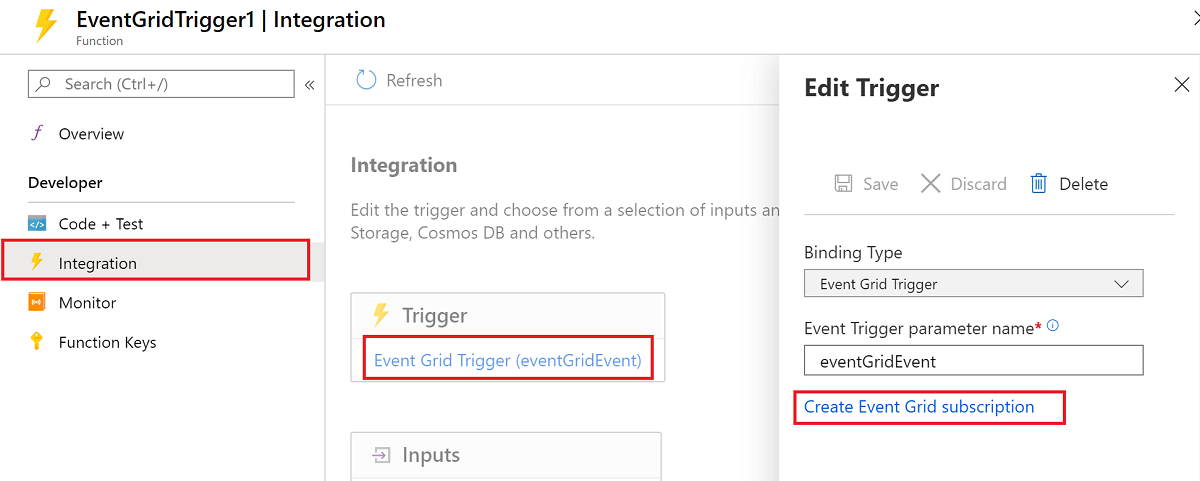 EventGridTrigger1 | Integration
Function
Search (Ctrl+/)
«
Overview
Developer
Code + Test
Integration
Monitor
Function Keys
Refresh
Integration
Edit the trigger and choose from a selection of inputs an
Storage, Cosmos DB and others.
Trigger
Event Grid Trigger (eventGridEvent)
Inputs
Edit Trigger
Save
Discard
Delete
Binding Type
Event Grid Trigger
Event Trigger parameter name*
eventGridEvent
Create Event Grid subscription